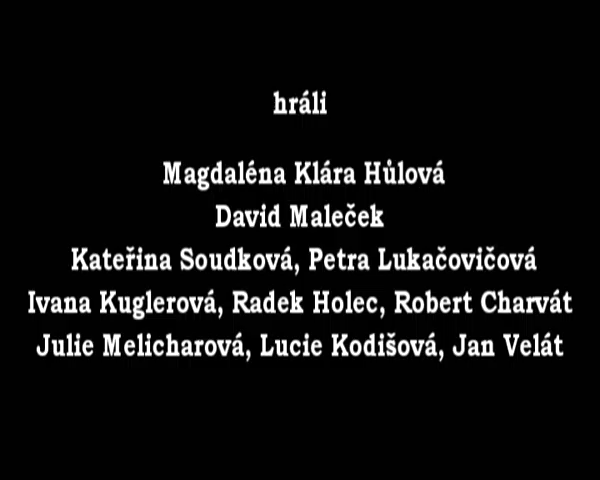 hráli
Magdaléna Klára Hůlová
David Maleček
Kateřina Soudková, Petra Lukačovičová
Ivana Kuglerová, Radek Holec, Robert Charvát
Julie Melicharová, Lucie Kodišová, Jan Velát